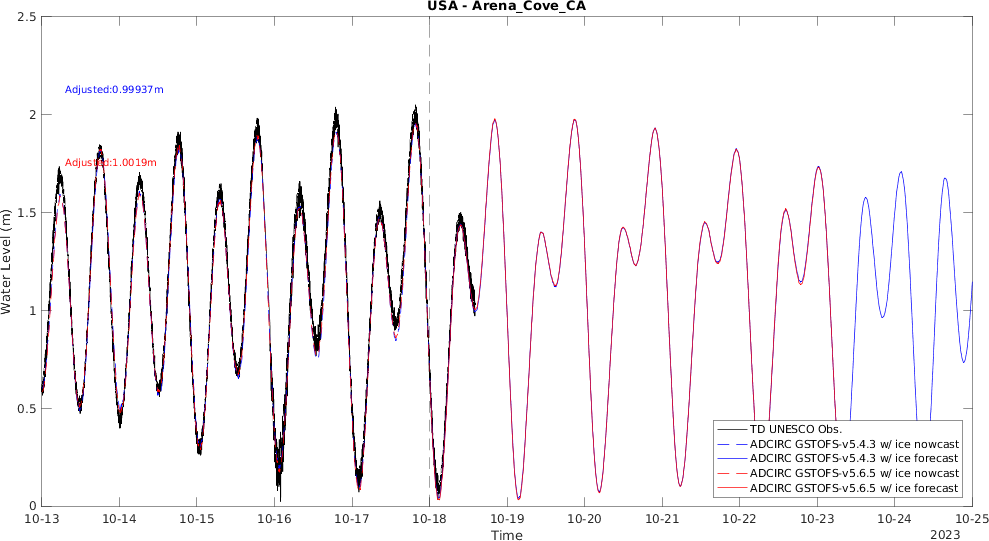 USA - Arena_Cove_CA
2.5
2
1.5
1
0.5
0
Water Level (m)
Adjusted:0.99937m
Adjusted:1.0019m
TD UNESCO Obs.
ADCIRC GSTOFS-v5.4.3 w/ ice nowcast
ADCIRC GSTOFS-v5.4.3 w/ ice forecast
ADCIRC GSTOFS-v5.6.5 w/ ice nowcast
ADCIRC GSTOFS-v5.6.5 w/ ice forecast
10-13 10-14 10-15 10-16 10-17 10-18 10-19 10-20 10-21 10-22 10-23 10-24 10-25
Time
2023